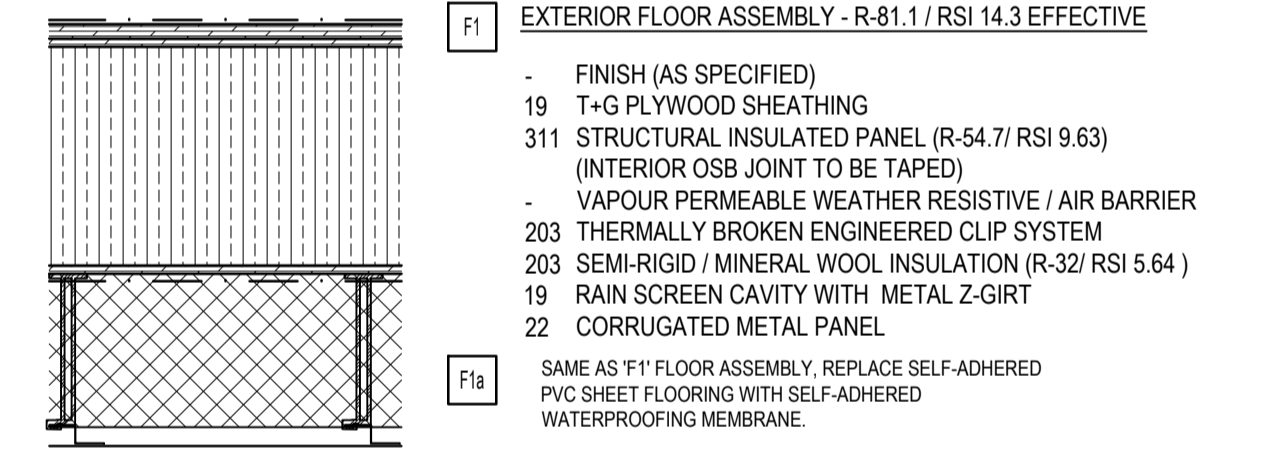 F1 EXTERIOR FLOOR ASSEMBLY - R-81.1 / RSI 14.3 EFFECTIVE
- FINISH (AS SPECIFIED)
19 T+G PLYWOOD SHEATHING
311 STRUCTURAL INSULATED PANEL (R-54.7/ RSI 9.63)
(INTERIOR OSB JOINT TO BE TAPED)
- VAPOUR PERMEABLE WEATHER RESISTIVE / AIR BARRIER
203 THERMALLY BROKEN ENGINEERED CLIP SYSTEM
203 SEMI-RIGID / MINERAL WOOL INSULATION (R-32/ RSI 5.64 )
19 RAIN SCREEN CAVITY WITH METAL Z-GIRT
22 CORRUGATED METAL PANEL
F1a SAME AS 'F1' FLOOR ASSEMBLY, REPLACE SELF-ADHERED
PVC SHEET FLOORING WITH SELF-ADHERED
WATERPROOFING MEMBRANE.